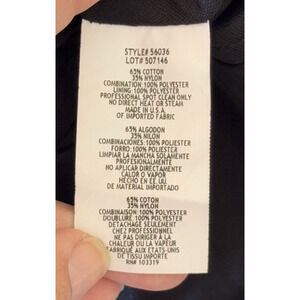 STYLE# 56036
LOT# 507146
65% COTTON
35% NYLON
COMBINATION: 100% POLYESTER
LINING: 100% POLYESTER
PROFESSIONAL SPOT CLEAN ONLY
NO DIRECT HEAT OR STEAM
MADE IN U.S.A.
OF IMPORTED FABRIC
65% ALGODON
35% NILON
COMBINACIONES: 100% POLIESTER
FORRO: 100% POLIESTER
LIMPIAR LA MANCHA SOLAMENTE
PROFESIONALMENTE
NO APLICAR DIRECTAMENTE
CALOR O VAPOR
HECHO EN EE.UU.
DE MATERIAL IMPORTADO
65% COTON
35% NYLON
COMBINAISON: 100% POLYESTER
DOUBLURE: 100% POLYESTER
DETACHAGE SEULEMENT
CHEZ PROFESSIONNEL
NE PAS DIRIGER À LA
CHALEUR OU LA VAPEUR
FABRIQUÉ AUX ETATS-UNIS
DE TISSU IMPORTE
RN# 103319